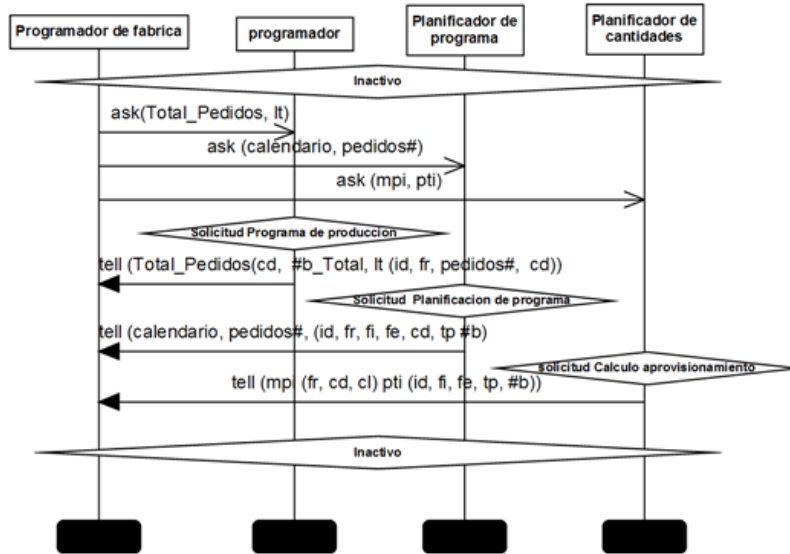 Programador de fabrica
programador
Planificador de
programa
Planificador de
cantidades
Inactivo
ask(Total_Pedidos, lt)
ask (calendario, pedidos#)
ask (mpi, pti)
Solicitud Programa de produccion
tell (Total_Pedidos(cd, #b_Total, lt (id, fr, pedidos#, cd))
Solicitud Planificacion de programa
tell (calendario, pedidos#, (id, fr, fi, fe, cd, tp #b)
solicitud Calculo aprovisionamiento
tell (mpi (fr, cd, cl) pti (id, fi, fe, tp, #b))
Inactivo